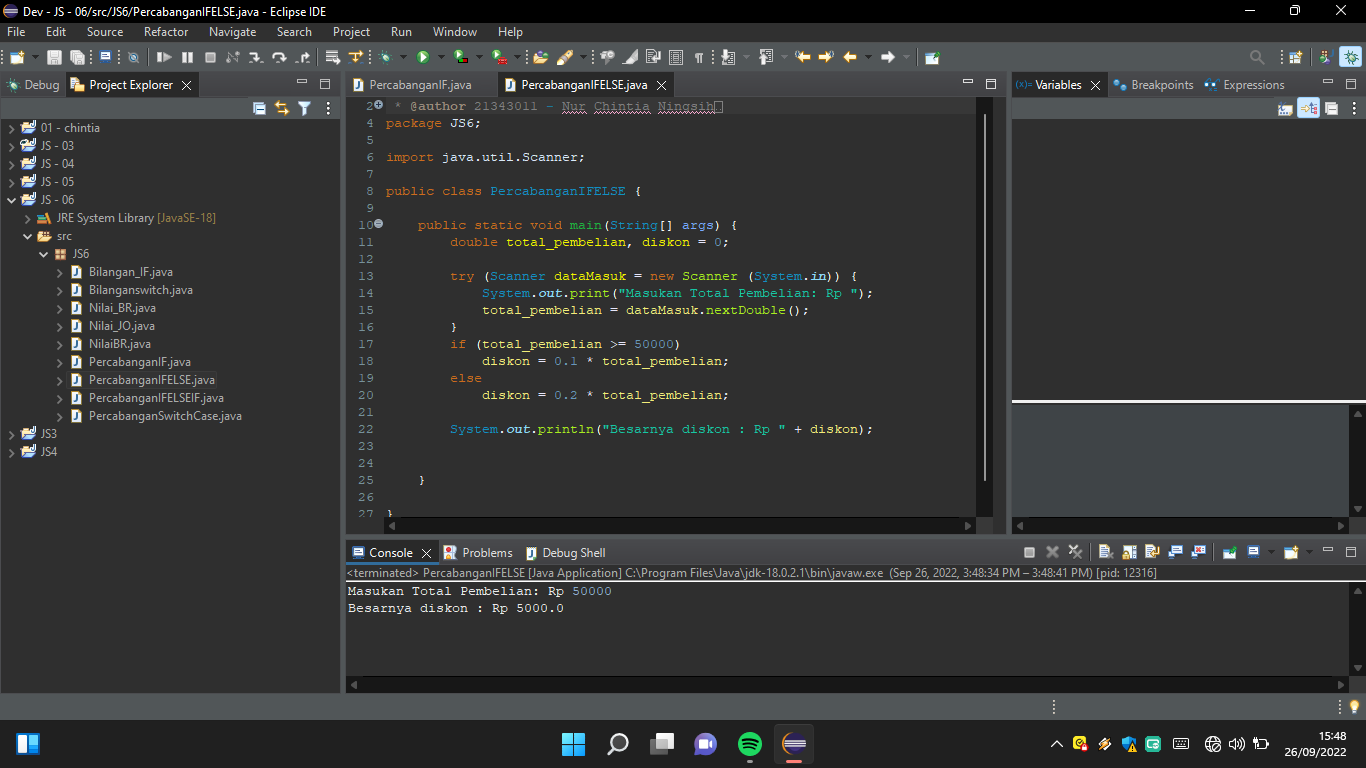 Dev - JS - 06/src/JS6/PercabanganIFELSE.java - Eclipse IDE
File Edit Source Refactor Navigate Search Project Run Window Help
Debug Project Explorer
01 - chintia
JS - 03
JS - 04
JS - 05
JS - 06
JRE System Library [JavaSE-18]
src
JS6
Bilangan_IF.java
Bilanganswitch.java
Nilai_BR.java
Nilai_JO.java
NilaiBR.java
PercabanganIF.java
PercabanganIFELSE.java
PercabanganIFELSEIF.java
PercabanganSwitchCase.java
JS3
JS4
PercabanganIF.java PercabanganIFELSE.java
2 * @author 21343011 - Nur Chintia Ningsih
4 package JS6;
5
6 import java.util.Scanner;
7
8 public class PercabanganIFELSE {
9
10 public static void main(String[] args) {
11 double total_pembelian, diskon = 0;
12
13 try (Scanner dataMasuk = new Scanner (System.in)) {
14 System.out.print("Masukan Total Pembelian: Rp ");
15 total_pembelian = dataMasuk.nextDouble();
16 }
17 if (total_pembelian >= 50000)
18 diskon = 0.1 * total_pembelian;
19 else
20 diskon = 0.2 * total_pembelian;
21
22 System.out.println("Besarnya diskon : Rp " + diskon);
23
24
25 }
26
27 }
(x)= Variables Breakpoints Expressions
Console Problems Debug Shell
<terminated> PercabanganIFELSE [Java Application] C:\Program Files\Java\jdk-18.0.2.1\bin\javaw.exe (Sep 26, 2022, 3:48:34 PM – 3:48:41 PM) [pid: 12316]
Masukan Total Pembelian: Rp 50000
Besarnya diskon : Rp 5000.0
15:48
26/09/2022